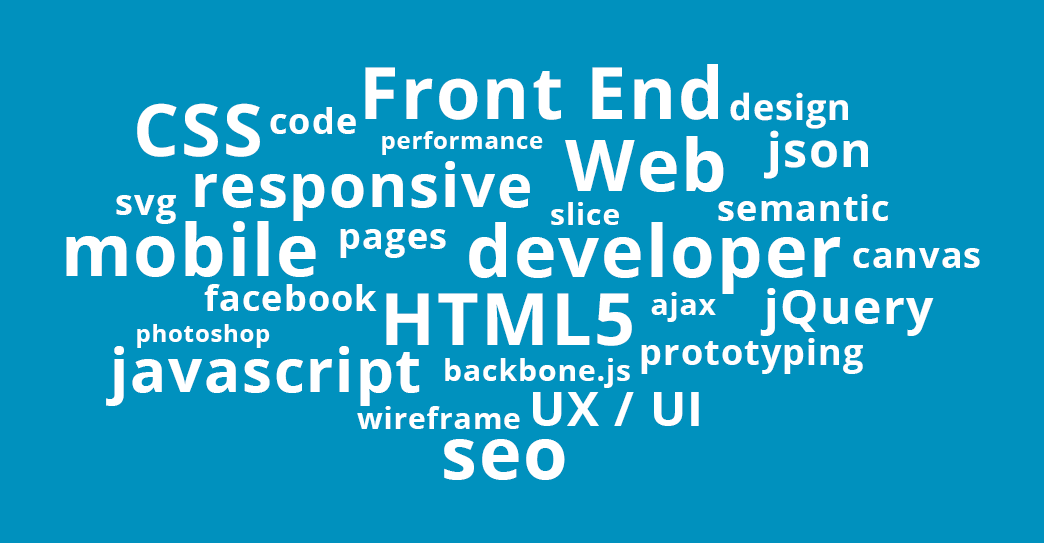 Front End
CSS code design
performance
Web json
responsive
svg slice semantic
mobile pages developer canvas
facebook HTML5 ajax jQuery
photoshop
javascript backbone.js prototyping
wireframe UX / UI
seo